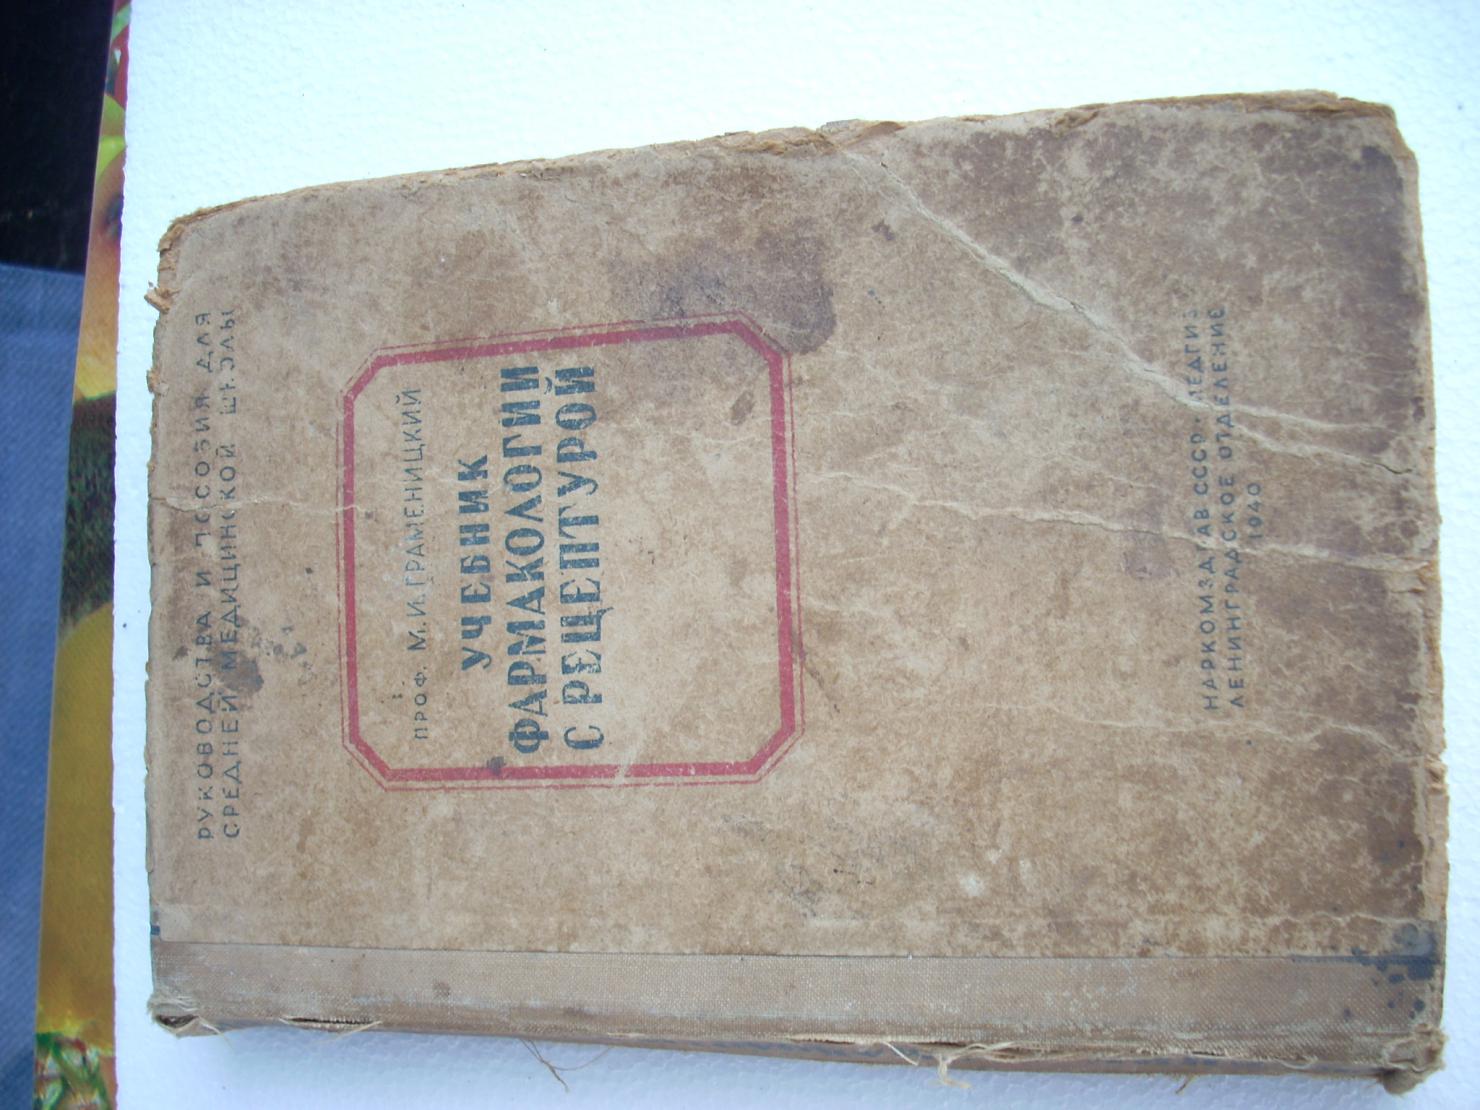 РУКОВОДСТВА И ПОСОБИЯ ДЛЯ
СРЕДНЕЙ МЕДИЦИНСКОЙ ШКОЛЫ
ПРОФ. М. И. ГРАМЕНИЦКИЙ
УЧЕБНИК
ФАРМАКОЛОГИИ
С РЕЦЕПТУРОЙ
НАРКОМЗДРАВ СССР · МЕДГИЗ
ЛЕНИНГРАДСКОЕ ОТДЕЛЕНИЕ
1940